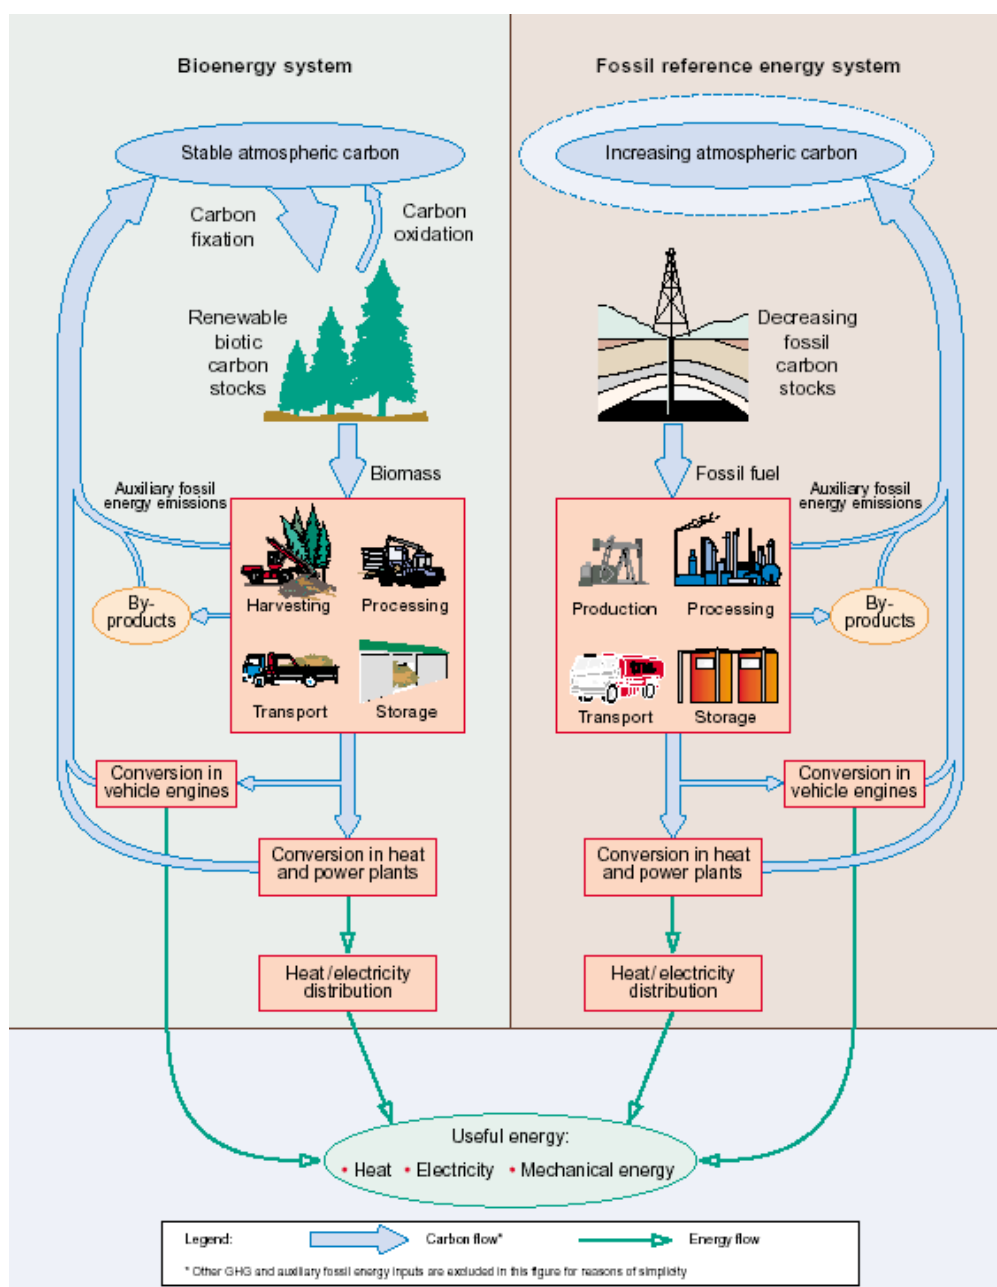 Bioenergy system
Stable atmospheric carbon
Carbon
fixation
Carbon
oxidation
Renewable
biotic
carbon
stocks
Biomass
Auxiliary fossil
energy emissions
Harvesting
Processing
By-
products
Transport
Storage
Conversion in
vehicle engines
Conversion in heat
and power plants
Heat/electricity
distribution
Fossil reference energy system
Increasing atmospheric carbon
Decreasing
fossil
carbon
stocks
Fossil fuel
Auxiliary fossil
energy emissions
Production
Processing
By-
products
Transport
Storage
Conversion in
vehicle engines
Conversion in heat
and power plants
Heat/electricity
distribution
Useful energy:
• Heat • Electricity • Mechanical energy
Legend:
Carbon flow*
Energy flow
* Other GHG and auxiliary fossil energy inputs are excluded in this figure for reasons of simplicity